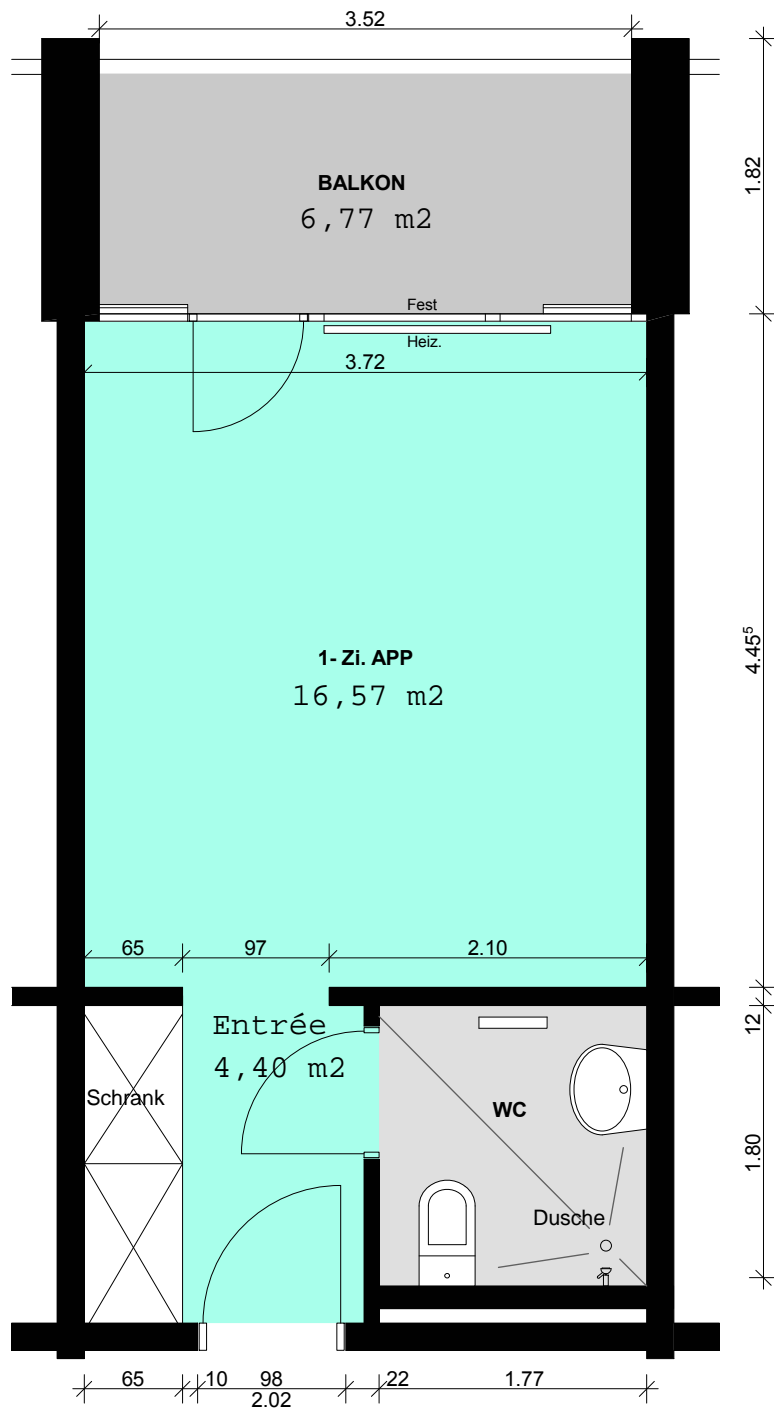 3.52
1.82
BALKON
6,77 m2
Fest
Heiz.
3.72
4.45⁵
1- Zi. APP
16,57 m2
65 97 2.10
12
Entrée
4,40 m2
Schrank
WC
1.80
Dusche
65 10 98 22 1.77
2.02